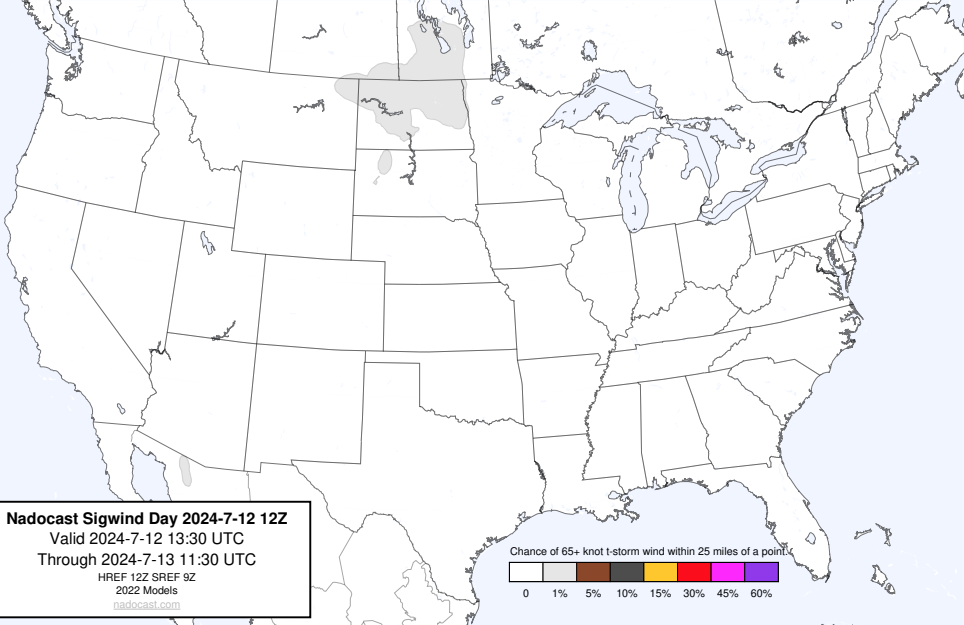 Nadocast Sigwind Day 2024-7-12 12Z
Valid 2024-7-12 13:30 UTC
Through 2024-7-13 11:30 UTC
HREF 12Z SREF 9Z
2022 Models
nadocast.com
Chance of 65+ knot t-storm wind within 25 miles of a point.
0 1% 5% 10% 15% 30% 45% 60%